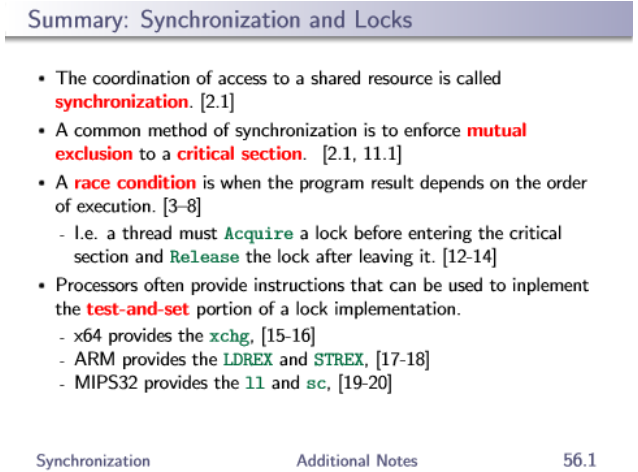 Summary: Synchronization and Locks
• The coordination of access to a shared resource is called
synchronization. [2.1]
• A common method of synchronization is to enforce mutual
exclusion to a critical section. [2.1, 11.1]
• A race condition is when the program result depends on the order
of execution. [3–8]
- I.e. a thread must Acquire a lock before entering the critical
section and Release the lock after leaving it. [12-14]
• Processors often provide instructions that can be used to inplement
the test-and-set portion of a lock implementation.
- x64 provides the xchg, [15-16]
- ARM provides the LDREX and STREX, [17-18]
- MIPS32 provides the ll and sc, [19-20]
Synchronization Additional Notes 56.1